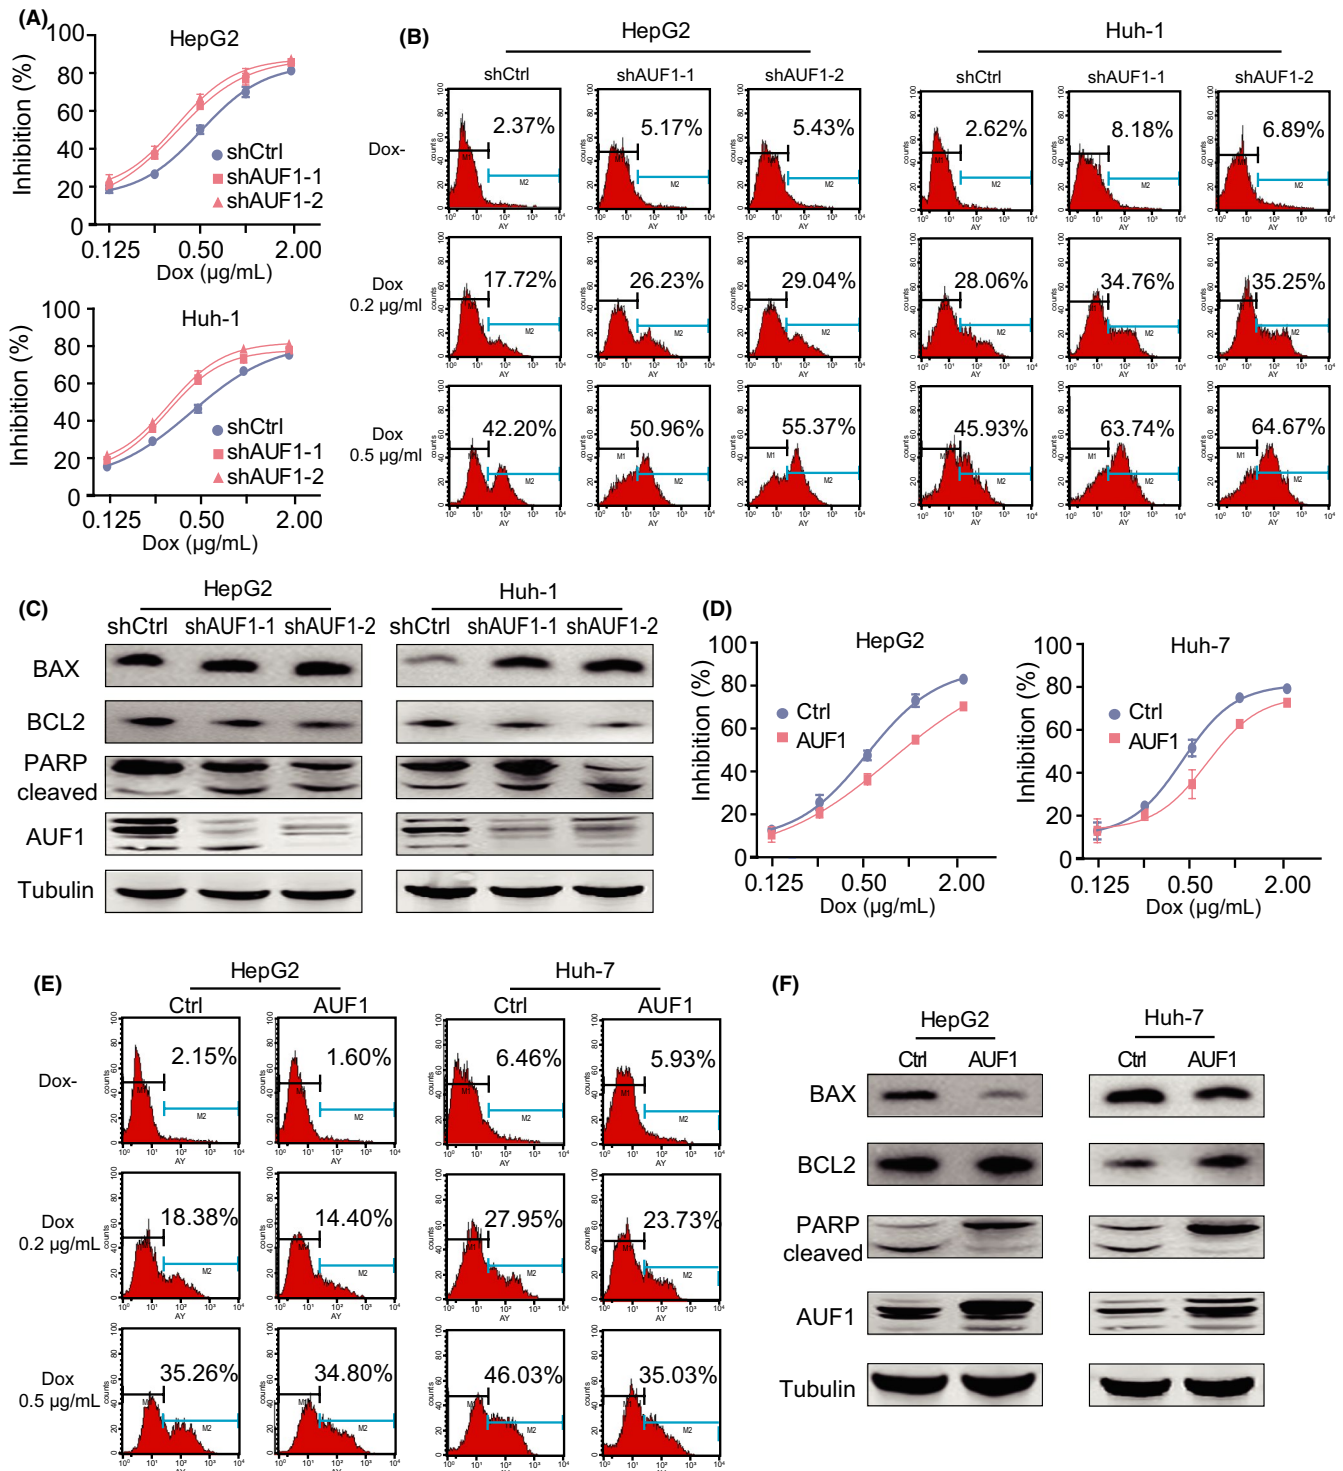 (A)
HepG2
Inhibition (%)
100
80
60
40
20
0
shCtrl
shAUF1-1
shAUF1-2
0.125 0.50 2.00
Dox (µg/mL)
Huh-1
Inhibition (%)
100
80
60
40
20
0
shCtrl
shAUF1-1
shAUF1-2
0.125 0.50 2.00
Dox (µg/mL)
(B)
HepG2 Huh-1
shCtrl shAUF1-1 shAUF1-2 shCtrl shAUF1-1 shAUF1-2
Dox-
2.37% 5.17% 5.43% 2.62% 8.18% 6.89%
Dox
0.2 µg/ml
17.72% 26.23% 29.04% 28.06% 34.76% 35.25%
Dox
0.5 µg/ml
42.20% 50.96% 55.37% 45.93% 63.74% 64.67%
(C)
HepG2 Huh-1
shCtrl shAUF1-1 shAUF1-2 shCtrl shAUF1-1 shAUF1-2
BAX
BCL2
PARP
cleaved
AUF1
Tubulin
(D)
HepG2
Inhibition (%)
100
80
60
40
20
0
Ctrl
AUF1
0.125 0.50 2.00
Dox (µg/mL)
Huh-7
Inhibition (%)
100
80
60
40
20
0
Ctrl
AUF1
0.125 0.50 2.00
Dox (µg/mL)
(E)
HepG2 Huh-7
Ctrl AUF1 Ctrl AUF1
Dox-
2.15% 1.60% 6.46% 5.93%
Dox
0.2 µg/mL
18.38% 14.40% 27.95% 23.73%
Dox
0.5 µg/mL
35.26% 34.80% 46.03% 35.03%
(F)
HepG2 Huh-7
Ctrl AUF1 Ctrl AUF1
BAX
BCL2
PARP
cleaved
AUF1
Tubulin